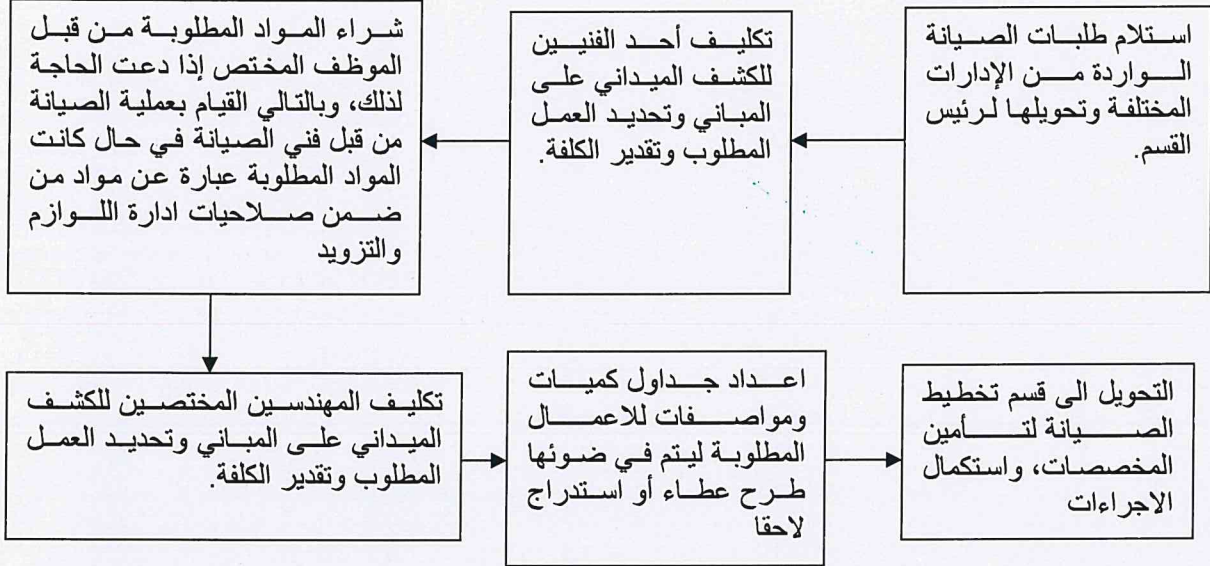 استلام طلبات الصيانة
الواردة من الإدارات
المختلفة وتحويلها لرئيس
القسم.
تكليف أحد الفنيين
للكشف الميداني على
المباني وتحديد العمل
المطلوب وتقدير الكلفة.
شراء المواد المطلوبة من قبل
الموظف المختص إذا دعت الحاجة
لذلك، وبالتالي القيام بعملية الصيانة
من قبل فني الصيانة في حال كانت
المواد المطلوبة عبارة عن مواد من
ضمن صلاحيات ادارة اللوازم
والتزويد
تكليف المهندسين المختصين للكشف
الميداني على المباني وتحديد العمل
المطلوب وتقدير الكلفة.
اعداد جداول كميات
ومواصفات للاعمال
المطلوبة ليتم في ضوئها
طرح عطاء أو استدراج
لاحقا
التحويل الى قسم تخطيط
الصيانة لتأمين
المخصصات، واستكمال
الاجراءات